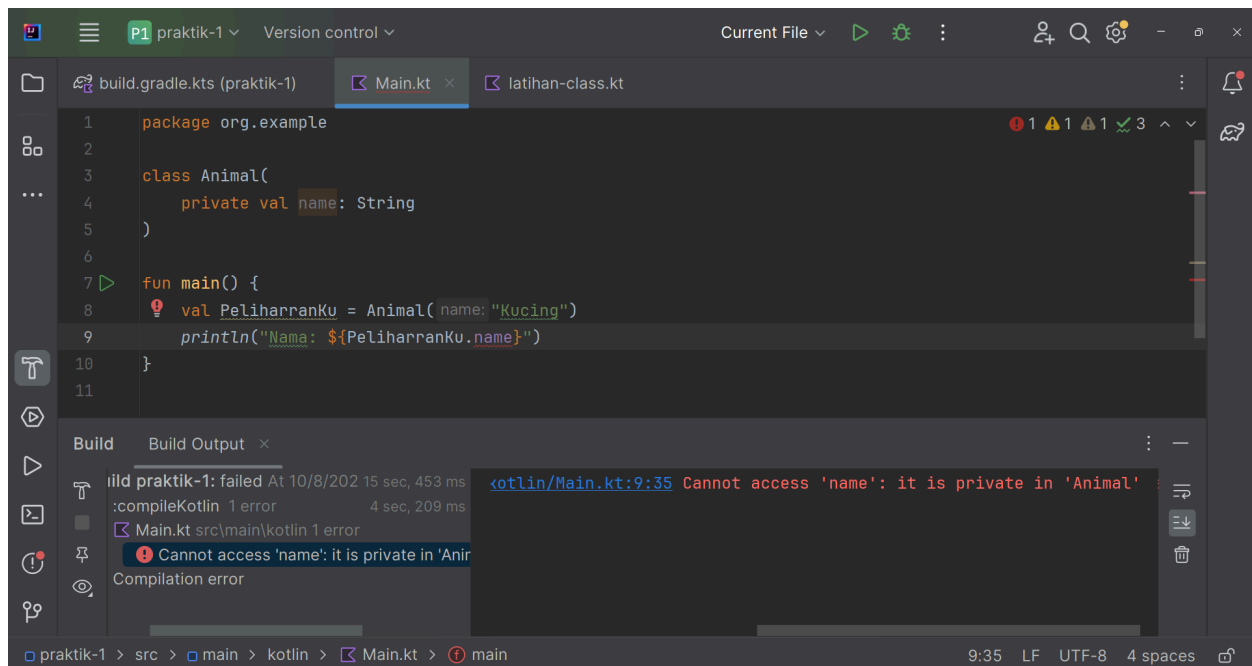 P1 praktik-1 Version control Current File
build.gradle.kts (praktik-1) Main.kt latihan-class.kt
1 package org.example 1 1 1 3
2
3 class Animal(
4 private val name: String
5 )
6
7 fun main() {
8 val PeliharranKu = Animal( name: "Kucing")
9 println("Nama: ${PeliharranKu.name}")
10 }
11
Build Build Output
ild praktik-1: failed At 10/8/202 15 sec, 453 ms
:compileKotlin 1 error 4 sec, 209 ms
Main.kt src\main\kotlin 1 error
Cannot access 'name': it is private in 'Anir
Compilation error
kotlin/Main.kt:9:35 Cannot access 'name': it is private in 'Animal'
praktik-1 > src > main > kotlin > Main.kt > main 9:35 LF UTF-8 4 spaces